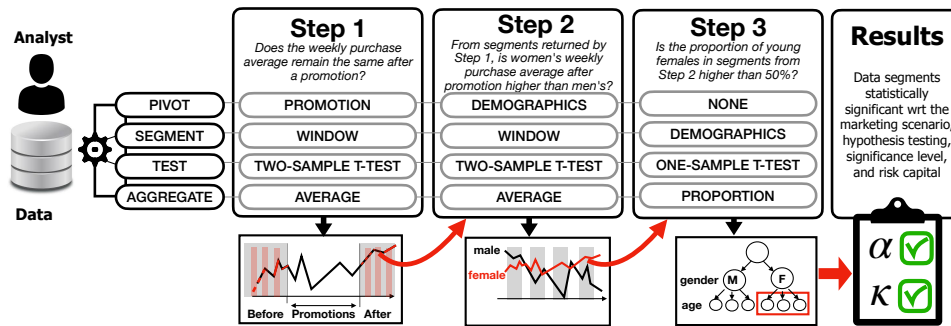 Analyst
Data
PIVOT
SEGMENT
TEST
AGGREGATE
Step 1
Does the weekly purchase
average remain the same after
a promotion?
PROMOTION
WINDOW
TWO-SAMPLE T-TEST
AVERAGE
Before
Promotions
After
Step 2
From segments returned by
Step 1, is women's weekly
purchase average after
promotion higher than men's?
DEMOGRAPHICS
WINDOW
TWO-SAMPLE T-TEST
AVERAGE
male
female
Step 3
Is the proportion of young
females in segments from
Step 2 higher than 50%?
NONE
DEMOGRAPHICS
ONE-SAMPLE T-TEST
PROPORTION
gender
M
F
age
Results
Data segments
statistically
significant wrt the
marketing scenario,
hypothesis testing,
significance level,
and risk capital
α
κ